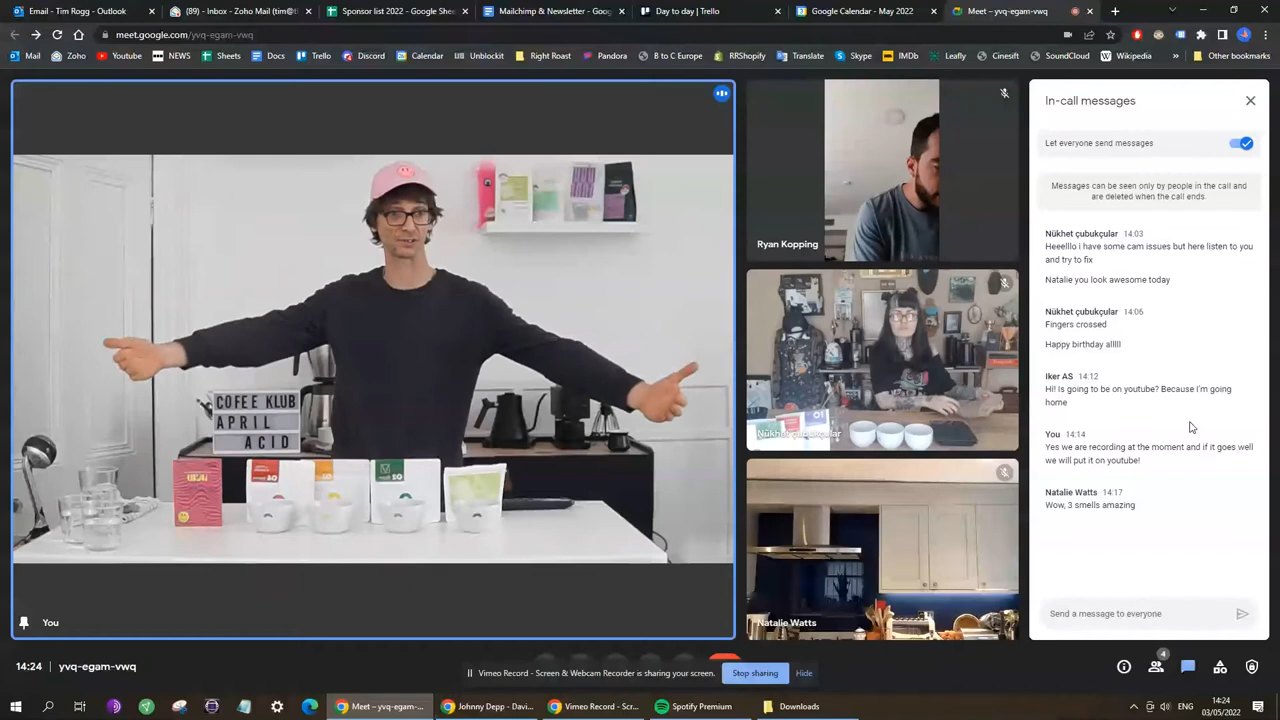 Email - Tim Rogg - Outlook
(89) - Inbox - Zoho Mail (tim@t
Sponsor list 2022 - Google Shee
Mailchimp & Newsletter - Goog
Day to day | Trello
Google Calendar - May 2022
Meet – yvq-egam-vwq
meet.google.com/yvq-egam-vwq
Mail
Zoho
YouTube
NEWS
Sheets
Docs
Trello
Discord
Calendar
Unblockit
Right Passport
Random
B to C Europe
RRShopify
Translate
Skype
IMDb
Leafly
Cinesift
SoundCloud
Wikipedia
»
Other bookmarks
In-call messages
Let everyone send messages
Messages can be seen only by people in the call and
are deleted when the call ends.
Nükhet çubukçular 14:03
Heeelllo i have some cam issues but here listen to you
and try to fix
Natalie you look awesome today
Nükhet çubukçular 14:06
Fingers crossed
Happy birthday alllll
Iker AS 14:12
Hi! Is going to be on youtube? Because I'm going
home
You 14:14
Yes we are recording at the moment and if it goes well
we will put it on youtube!
Natalie Watts 14:17
Wow, 3 smells amazing
Send a message to everyone
Ryan Kopping
Nükhet çubukçular
Natalie Watts
COFEE KLUB
APRIL
ACID
You
14:24 | yvq-egam-vwq
4
Vimeo Record - Screen & Webcam Recorder is sharing your screen.
Stop sharing
Hide
Meet – yvq-egam-...
Johnny Depp - Davi...
Vimeo Record - Scr...
Spotify Premium
Downloads
14:24
03/05/2022